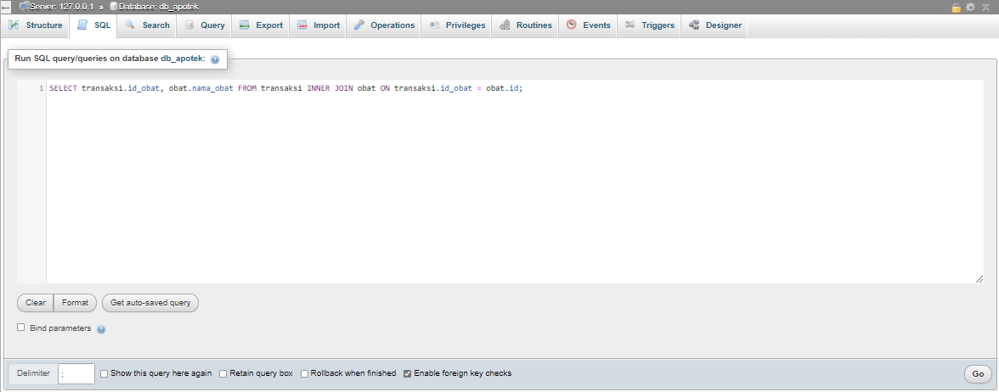 Server: 127.0.0.1 » Database: db_apotek
Structure SQL Search Query Export Import Operations Privileges Routines Events Triggers Designer
Run SQL query/queries on database db_apotek:
1 SELECT transaksi.id_obat, obat.nama_obat FROM transaksi INNER JOIN obat ON transaksi.id_obat = obat.id;
Clear Format Get auto-saved query
Bind parameters
Delimiter ; Show this query here again Retain query box Rollback when finished Enable foreign key checks Go